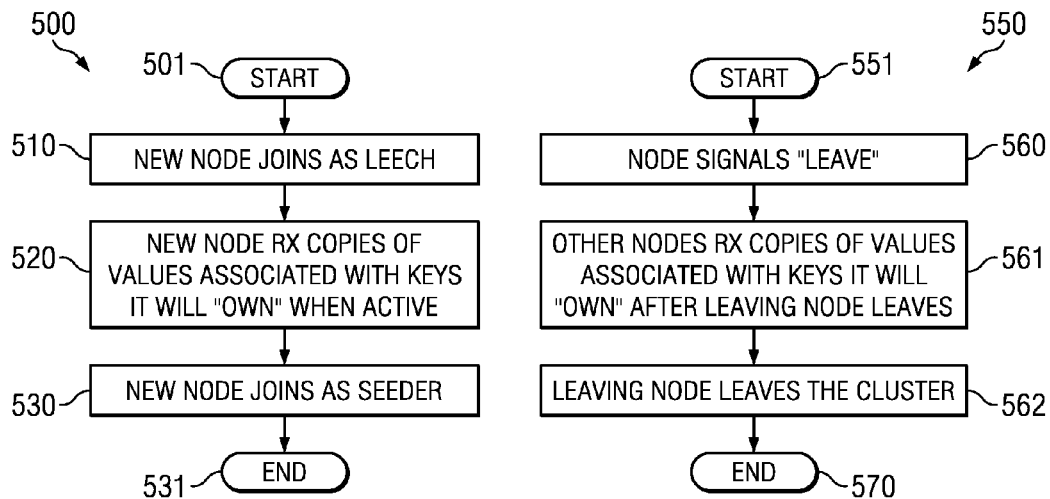 500
501
START
510
NEW NODE JOINS AS LEECH
520
NEW NODE RX COPIES OF
VALUES ASSOCIATED WITH KEYS
IT WILL "OWN" WHEN ACTIVE
530
NEW NODE JOINS AS SEEDER
531
END
550
START
551
NODE SIGNALS "LEAVE"
560
OTHER NODES RX COPIES OF VALUES
ASSOCIATED WITH KEYS IT WILL
"OWN" AFTER LEAVING NODE LEAVES
561
LEAVING NODE LEAVES THE CLUSTER
562
END
570